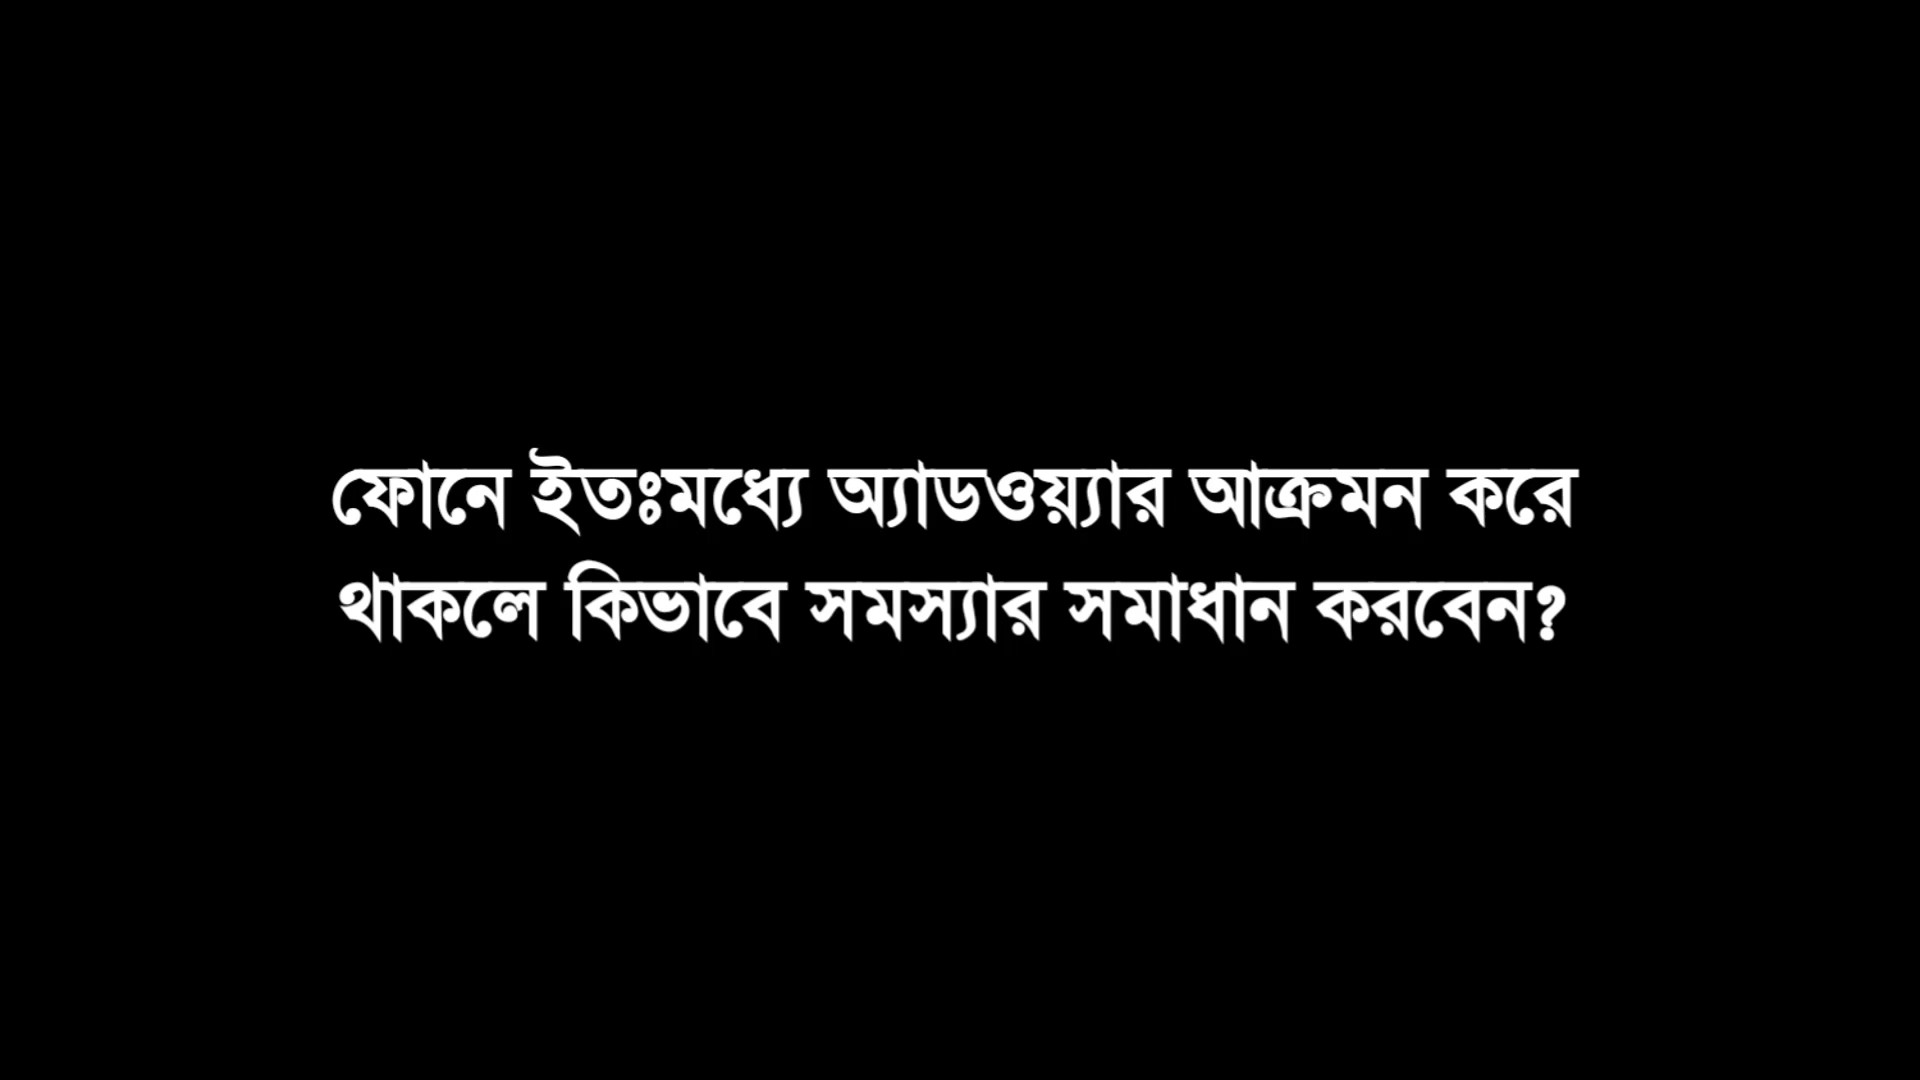 ফোনে ইতঃমধ্যে অ্যাডওয়্যার আক্রমন করে
থাকলে কিভাবে সমস্যার সমাধান করবেন?